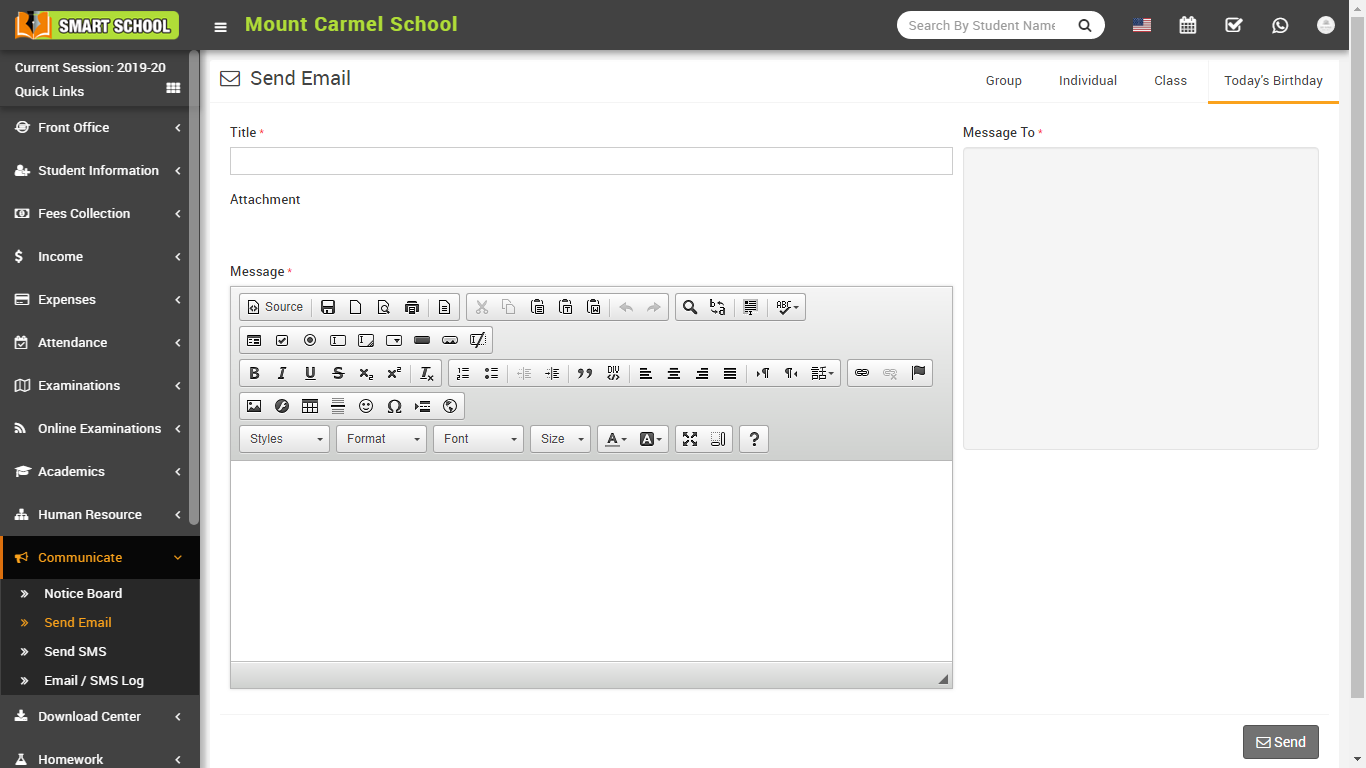 SMART SCHOOL
Mount Carmel School
Search By Student Name
Current Session: 2019-20
Quick Links
Front Office
Student Information
Fees Collection
Income
Expenses
Attendance
Examinations
Online Examinations
Academics
Human Resource
Communicate
Notice Board
Send Email
Send SMS
Email / SMS Log
Download Center
Homework
Send Email
Group
Individual
Class
Today's Birthday
Title *
Attachment
Message *
Source
Styles
Format
Font
Size
Message To *
Send